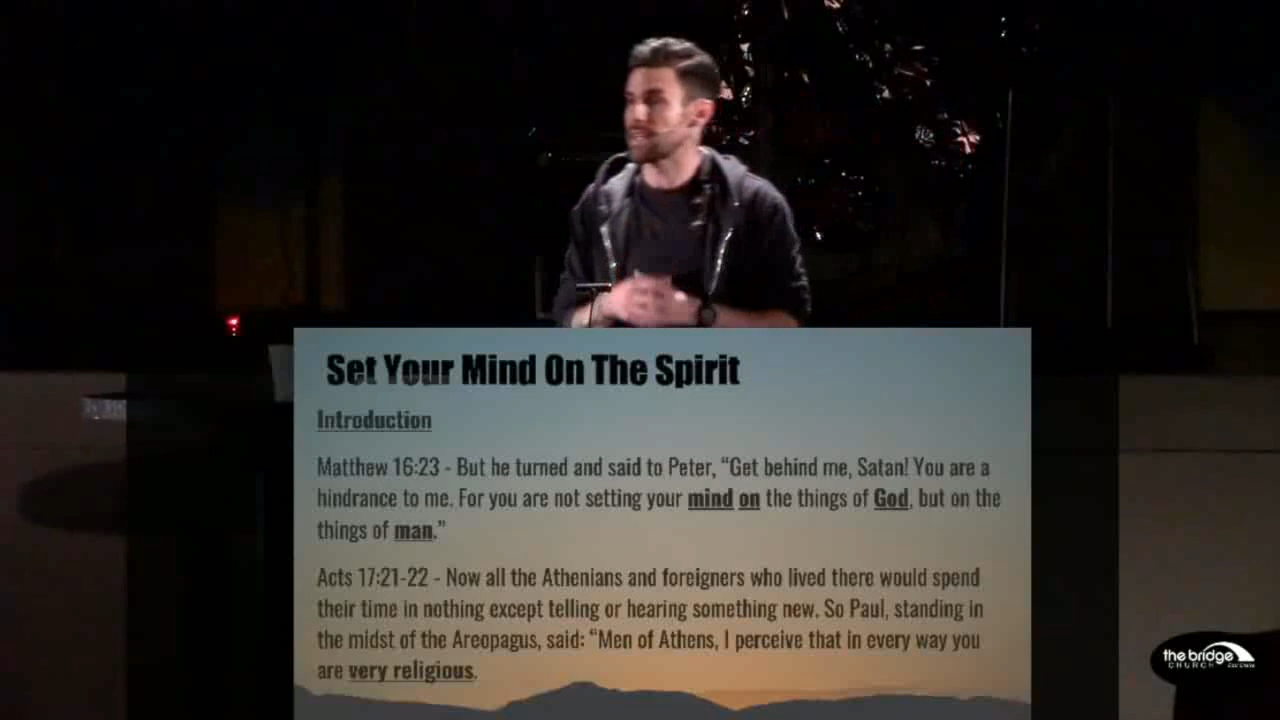 Set Your Mind On The Spirit
Introduction
Matthew 16:23 - But he turned and said to Peter, “Get behind me, Satan! You are a
hindrance to me. For you are not setting your mind on the things of God, but on the
things of man.”
Acts 17:21-22 - Now all the Athenians and foreigners who lived there would spend
their time in nothing except telling or hearing something new. So Paul, standing in
the midst of the Areopagus, said: “Men of Athens, I perceive that in every way you
are very religious.
the bridge
CHURCH